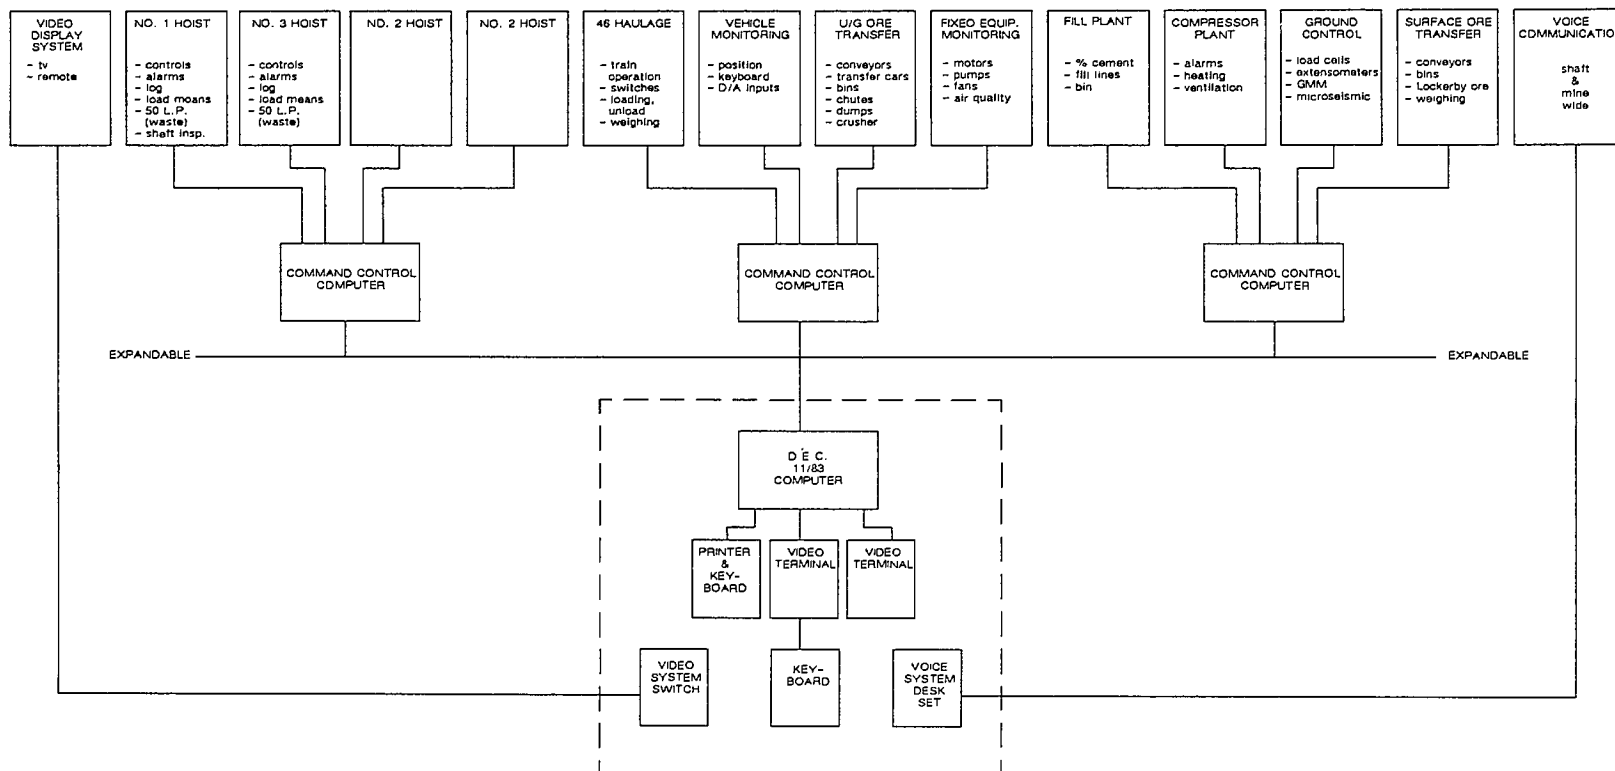 VIDEO
DISPLAY
SYSTEM
- tv
- remote
NO. 1 HOIST
- controls
- alarms
- log
- load moans
- 50 L.P.
(waste)
- shaft insp.
NO. 3 HOIST
- controls
- alarms
- log
- load means
- 50 L.P.
(waste)
NO. 2 HOIST
NO. 2 HOIST
46 HAULAGE
- train
operation
- switches
- loading,
unload
- weighing
VEHICLE
MONITORING
- position
- keyboard
- D/A inputs
U/G ORE
TRANSFER
- conveyors
- transfer cars
- bins
- chutes
- dumps
- crusher
FIXEO EQUIP.
MONITORING
- motors
- pumps
- fans
- air quality
FILL PLANT
- % cement
- fill lines
- bin
COMPRESSOR
PLANT
- alarms
- heating
- ventilation
GROUND
CONTROL
- load cells
- extensometers
- GMM
- microseismic
SURFACE ORE
TRANSFER
- conveyors
- bins
- Lockerby ore
- weighing
VOICE
COMMUNICATION
shaft
&
mine
wide
COMMAND CONTROL
COMPUTER
COMMAND CONTROL
COMPUTER
COMMAND CONTROL
COMPUTER
EXPANDABLE
EXPANDABLE
D E C.
11/83
COMPUTER
PRINTER
&
KEY-
BOARD
VIDEO
TERMINAL
VIDEO
TERMINAL
VIDEO
SYSTEM
SWITCH
KEY-
BOARD
VOICE
SYSTEM
DESK
SET